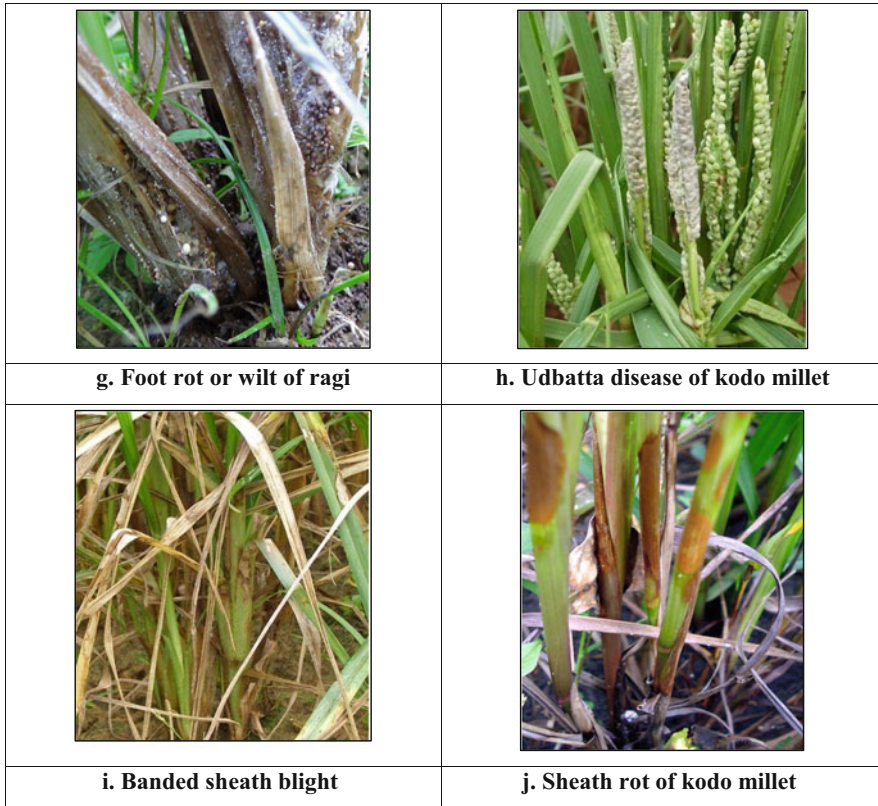 g. Foot rot or wilt of ragi
h. Udbatta disease of kodo millet
i. Banded sheath blight
j. Sheath rot of kodo millet